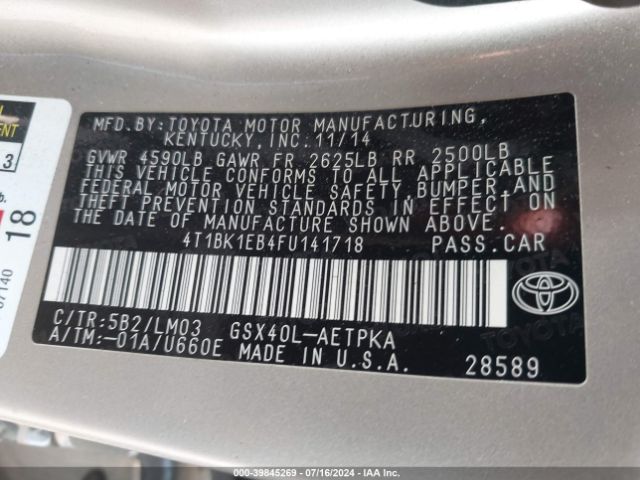 MFD.BY:TOYOTA MOTOR MANUFACTURING,
KENTUCKY,INC.11/14
GVWR 4590LB GAWR FR 2625LB RR 2500LB
THIS VEHICLE CONFORMS TO ALL APPLICABLE
FEDERAL MOTOR VEHICLE SAFETY,BUMPER,AND
THEFT PREVENTION STANDARDS IN EFFECT ON
THE DATE OF MANUFACTURE SHOWN ABOVE.
4T1BK1EB4FU141718 PASS.CAR
C/TR:5B2/LM03 GSX40L-AETPKA
A/TM:-01A/U660E MADE IN U.S.A.
28589
3
18
07140
© - 39845269 - 07/16/2024 - IAA Inc.